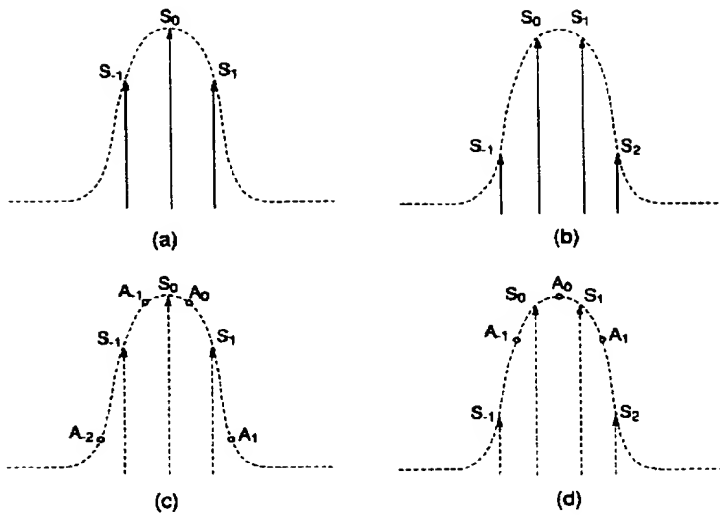 S₀
S₋₁ S₁
(a)
S₀ S₁
S₋₁ S₂
(b)
A₋₁ S₀ A₀
S₋₁ S₁
A₋₂ A₁
(c)
A₀
S₀ S₁
A₋₁ A₁
S₋₁ S₂
(d)